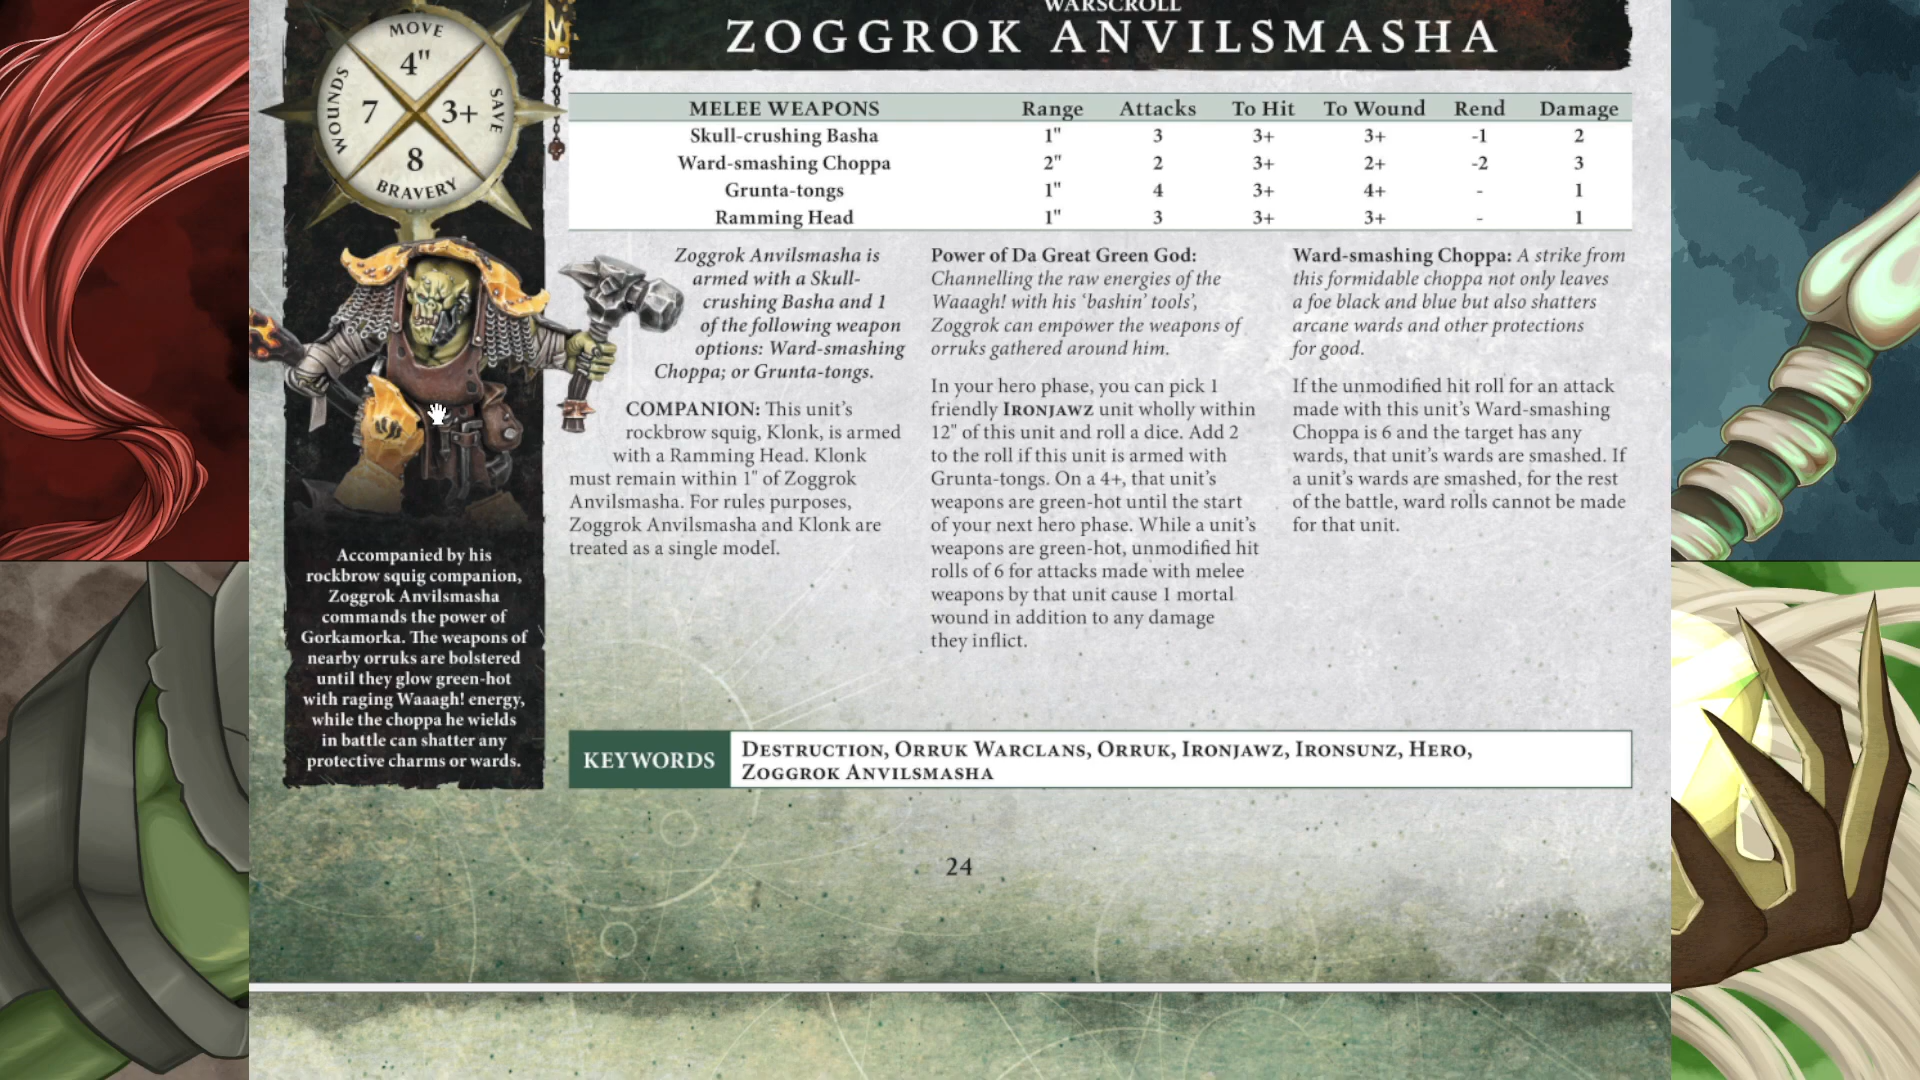 WARSCROLL
ZOGGROK ANVILSMASHA
MOVE
4"
WOUNDS
7
3+
SAVE
8
BRAVERY
MELEE WEAPONS Range Attacks To Hit To Wound Rend Damage
Skull-crushing Basha 1" 3 3+ 3+ -1 2
Ward-smashing Choppa 2" 2 3+ 2+ -2 3
Grunta-tongs 1" 4 3+ 4+ - 1
Ramming Head 1" 3 3+ 3+ - 1
Zoggrok Anvilsmasha is
armed with a Skull-
crushing Basha and 1
of the following weapon
options: Ward-smashing
Choppa; or Grunta-tongs.
COMPANION: This unit's
rockbrow squig, Klonk, is armed
with a Ramming Head. Klonk
must remain within 1" of Zoggrok
Anvilsmasha. For rules purposes,
Zoggrok Anvilsmasha and Klonk are
treated as a single model.
Power of Da Great Green God:
Channelling the raw energies of the
Waaagh! with his 'bashin' tools',
Zoggrok can empower the weapons of
orruks gathered around him.
In your hero phase, you can pick 1
friendly IRONJAWZ unit wholly within
12" of this unit and roll a dice. Add 2
to the roll if this unit is armed with
Grunta-tongs. On a 4+, that unit's
weapons are green-hot until the start
of your next hero phase. While a unit's
weapons are green-hot, unmodified hit
rolls of 6 for attacks made with melee
weapons by that unit cause 1 mortal
wound in addition to any damage
they inflict.
Ward-smashing Choppa: A strike from
this formidable choppa not only leaves
a foe black and blue but also shatters
arcane wards and other protections
for good.
If the unmodified hit roll for an attack
made with this unit's Ward-smashing
Choppa is 6 and the target has any
wards, that unit's wards are smashed. If
a unit's wards are smashed, for the rest
of the battle, ward rolls cannot be made
for that unit.
Accompanied by his
rockbrow squig companion,
Zoggrok Anvilsmasha
commands the power of
Gorkamorka. The weapons of
nearby orruks are bolstered
until they glow green-hot
with raging Waaagh! energy,
while the choppa he wields
in battle can shatter any
protective charms or wards.
KEYWORDS
DESTRUCTION, ORRUK WARCLANS, ORRUK, IRONJAWZ, IRONSUNZ, HERO,
ZOGGROK ANVILSMASHA
24